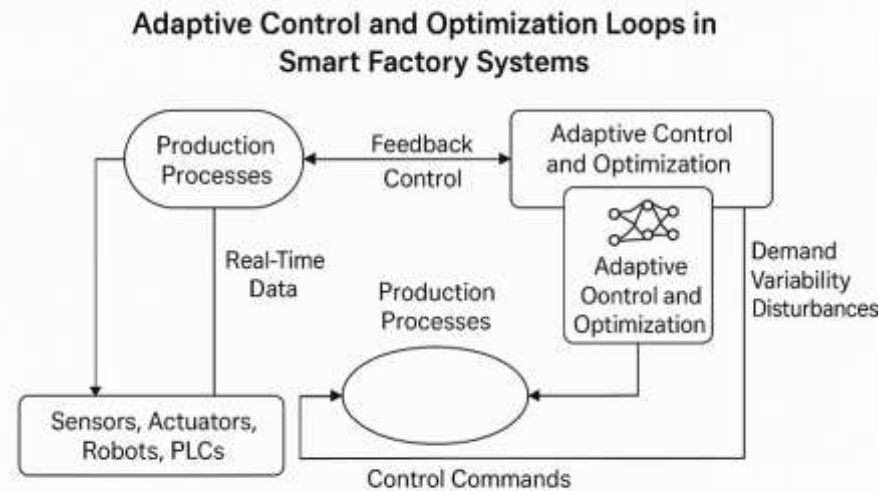 Adaptive Control and Optimization Loops in
Smart Factory Systems
Production
Processes
Feedback
Control
Adaptive Control
and Optimization
Real-Time
Data
Adaptive
Oontrol and
Optimization
Demand
Variability
Disturbances
Production
Processes
Sensors, Actuators,
Robots, PLCs
Control Commands